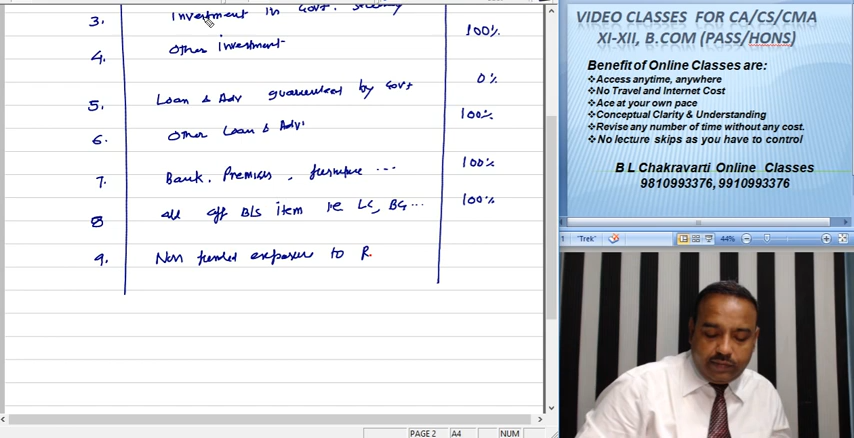 3. Investment in Govt. security
100%
4. Other investment
0%
5. Loan & Adv guaranteed by Govt
100%
6. Other Loan & Adv.
100%
7. Bank. Premises, furniture ...
100%
8 all off B/S item ie LC, BG...
9. Non funded exposure to R.
PAGE 2 A4 NUM
VIDEO CLASSES FOR CA/CS/CMA
XI-XII, B.COM (PASS/HONS)
Benefit of Online Classes are:
✓Access anytime, anywhere
✓No Travel and Internet Cost
✓Ace at your own pace
✓Conceptual Clarity & Understanding
✓Revise any number of time without any cost.
✓No lecture skips as you have to control
B L Chakravarti Online Classes
9810993376, 9910993376
1 "Trek" 44%